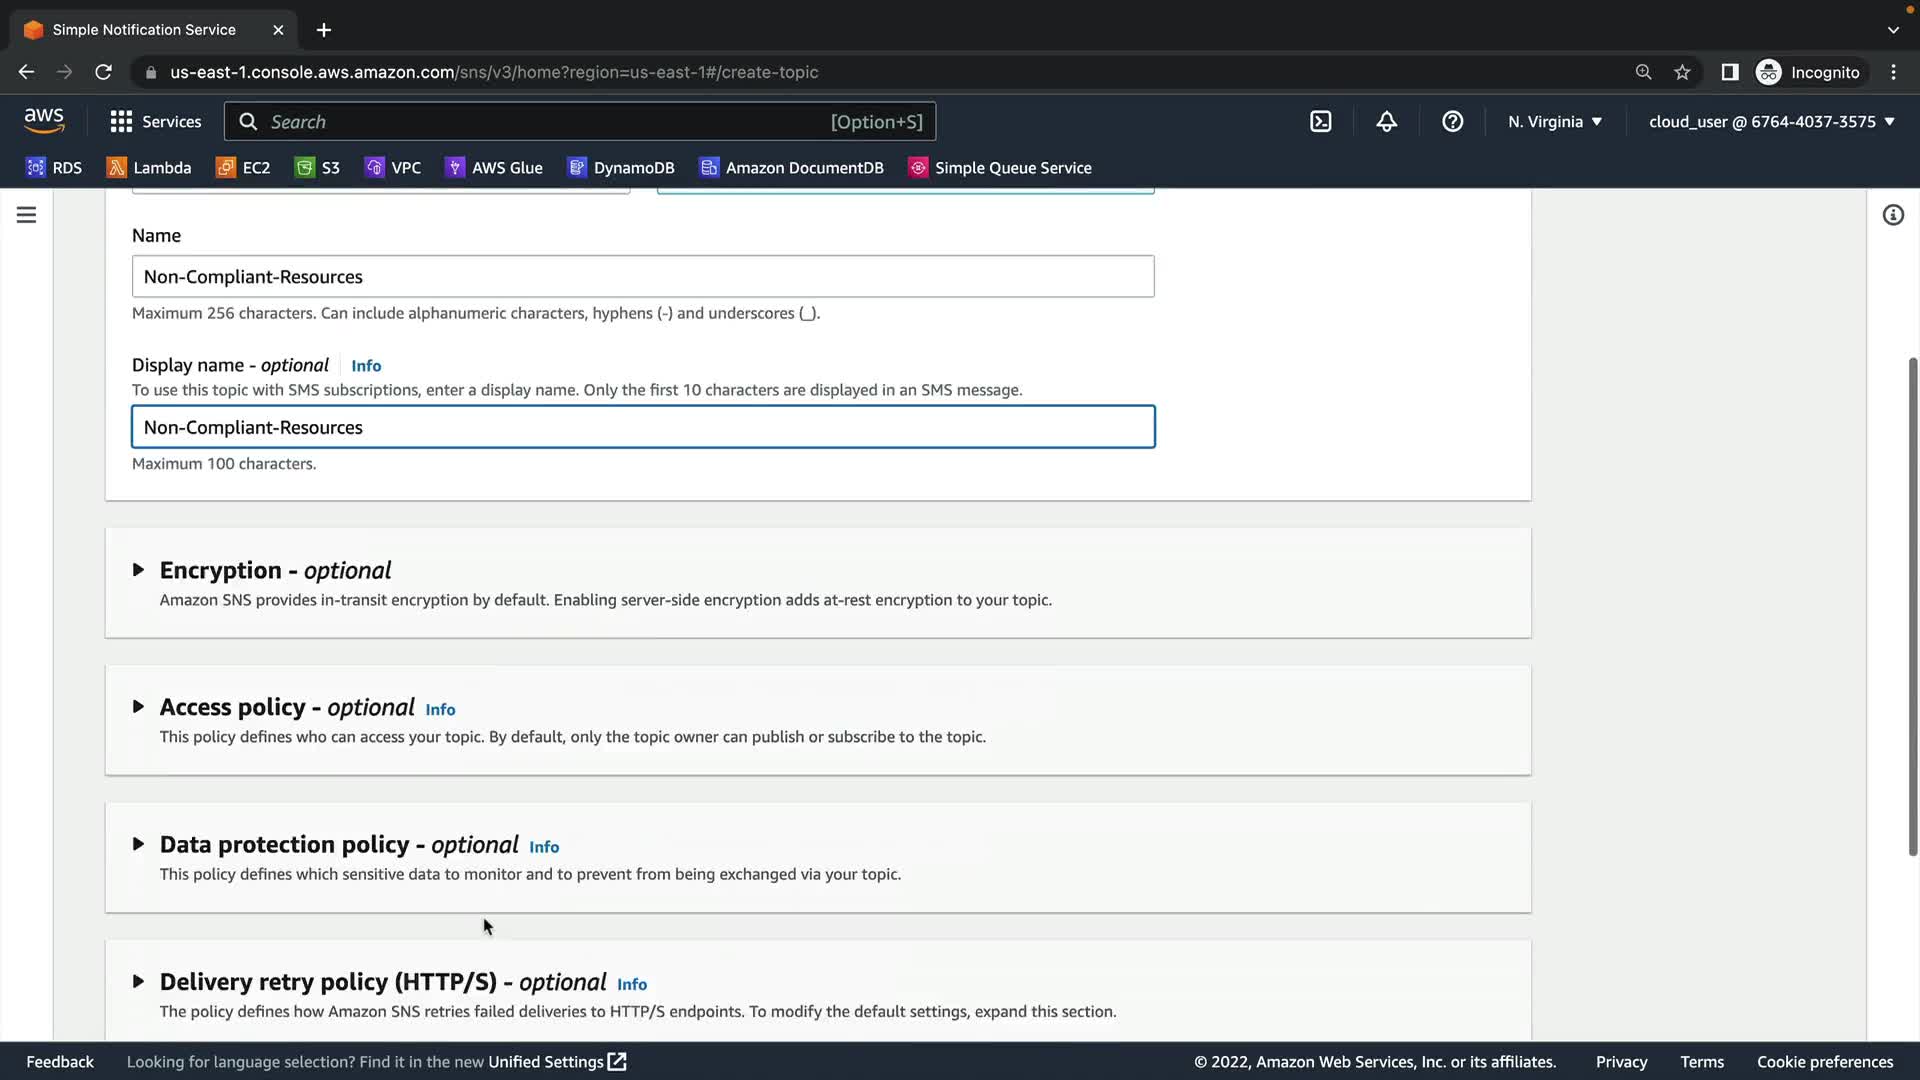 Simple Notification Service
us-east-1.console.aws.amazon.com/sns/v3/home?region=us-east-1#/create-topic
Incognito
aws
Services
Search
[Option+S]
N. Virginia
cloud_user @ 6764-4037-3575
RDS
Lambda
EC2
S3
VPC
AWS Glue
DynamoDB
Amazon DocumentDB
Simple Queue Service
Name
Non-Compliant-Resources
Maximum 256 characters. Can include alphanumeric characters, hyphens (-) and underscores (_).
Display name - optional Info
To use this topic with SMS subscriptions, enter a display name. Only the first 10 characters are displayed in an SMS message.
Non-Compliant-Resources
Maximum 100 characters.
Encryption - optional
Amazon SNS provides in-transit encryption by default. Enabling server-side encryption adds at-rest encryption to your topic.
Access policy - optional Info
This policy defines who can access your topic. By default, only the topic owner can publish or subscribe to the topic.
Data protection policy - optional Info
This policy defines which sensitive data to monitor and to prevent from being exchanged via your topic.
Delivery retry policy (HTTP/S) - optional Info
The policy defines how Amazon SNS retries failed deliveries to HTTP/S endpoints. To modify the default settings, expand this section.
Feedback
Looking for language selection? Find it in the new Unified Settings
© 2022, Amazon Web Services, Inc. or its affiliates.
Privacy
Terms
Cookie preferences